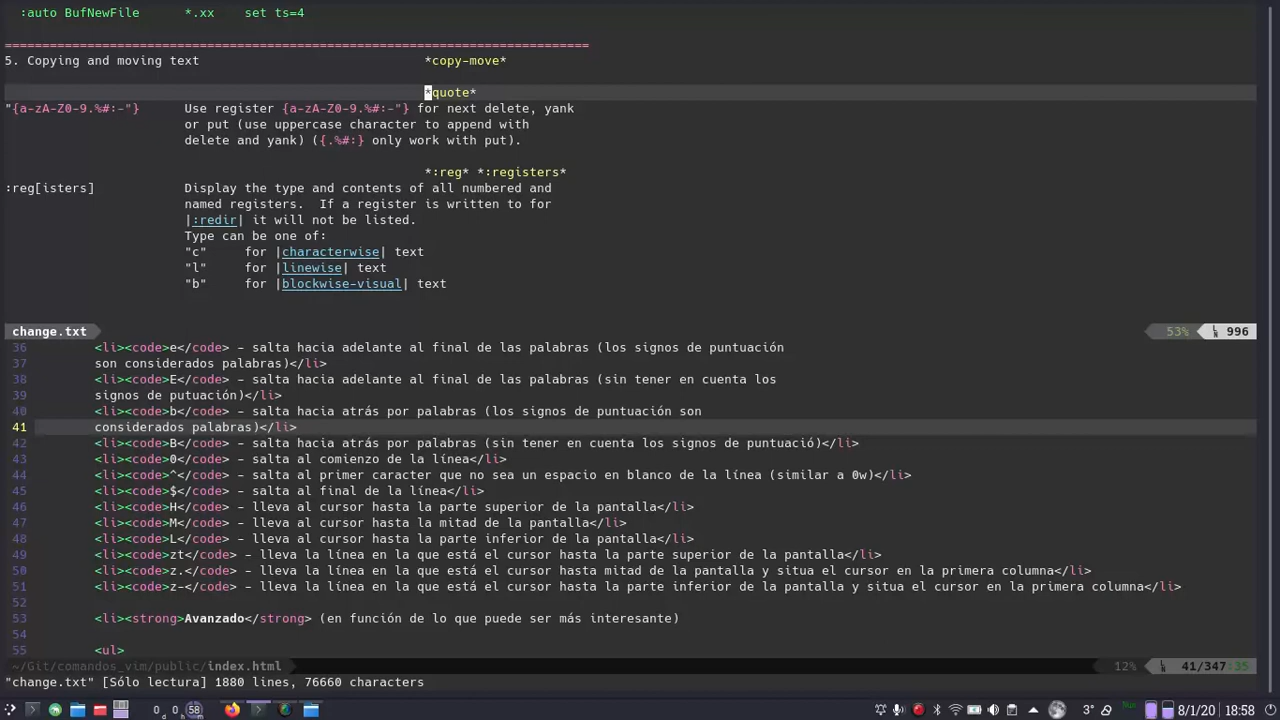 :auto BufNewFile      *.xx    set ts=4
==============================================================================
5. Copying and moving text                              *copy-move*
*quote*
"{a-zA-Z0-9.%#:-"}      Use register {a-zA-Z0-9.%#:-"} for next delete, yank
or put (use uppercase character to append with
delete and yank) ({.%#:} only work with put).
*:reg* *:registers*
:reg[isters]            Display the type and contents of all numbered and
named registers.  If a register is written to for
|:redir| it will not be listed.
Type can be one of:
"c"     for |characterwise| text
"l"     for |linewise| text
"b"     for |blockwise-visual| text
change.txt 53% 996
36 <li><code>e</code> - salta hacia adelante al final de las palabras (los signos de puntuación
37 son considerados palabras)</li>
38 <li><code>E</code> - salta hacia adelante al final de las palabras (sin tener en cuenta los
39 signos de putuación)</li>
40 <li><code>b</code> - salta hacia atrás por palabras (los signos de puntuación son
41 considerados palabras)</li>
42 <li><code>B</code> - salta hacia atrás por palabras (sin tener en cuenta los signos de puntuació)</li>
43 <li><code>0</code> - salta al comienzo de la línea</li>
44 <li><code>^</code> - salta al primer caracter que no sea un espacio en blanco de la línea (similar a 0w)</li>
45 <li><code>$</code> - salta al final de la línea</li>
46 <li><code>H</code> - lleva al cursor hasta la parte superior de la pantalla</li>
47 <li><code>M</code> - lleva al cursor hasta la mitad de la pantalla</li>
48 <li><code>L</code> - lleva al cursor hasta la parte inferior de la pantalla</li>
49 <li><code>zt</code> - lleva la línea en la que está el cursor hasta la parte superior de la pantalla</li>
50 <li><code>z.</code> - lleva la línea en la que está el cursor hasta mitad de la pantalla y situa el cursor en la primera columna</li>
51 <li><code>z-</code> - lleva la línea en la que está el cursor hasta la parte inferior de la pantalla y situa el cursor en la primera columna</li>
52
53 <li><strong>Avanzado</strong> (en función de lo que puede ser más interesante)
54
55 <ul>
~/Git/comandos_vim/public/index.html 12% 41/347:35
"change.txt" [Sólo lectura] 1880 lines, 76660 characters
0 0 58 3° 8/1/20 18:58